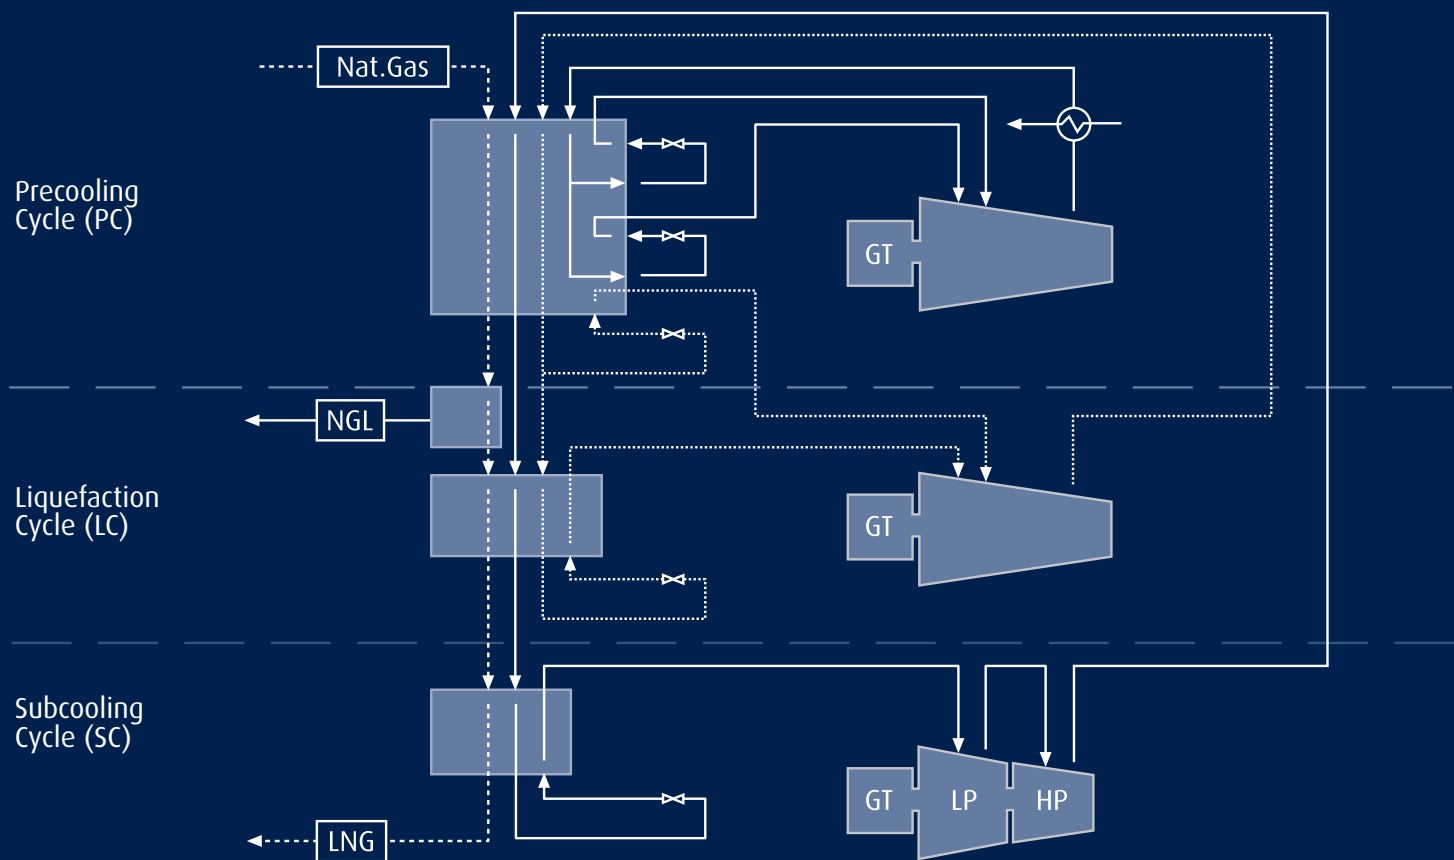 Nat.Gas
Precooling
Cycle (PC)
GT
NGL
Liquefaction
Cycle (LC)
GT
Subcooling
Cycle (SC)
GT
LP
HP
LNG